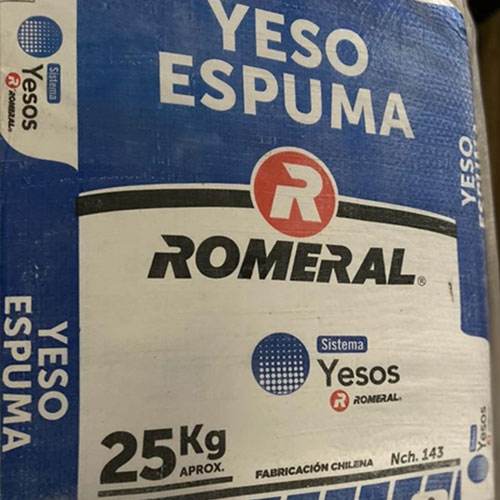 YESO
ESPUMA
R
ROMERAL®
Sistema
Yesos
R ROMERAL®
25Kg
APROX.
FABRICACIÓN CHILENA
Nch. 143
Sistema
Yesos
R ROMERAL®
YESO
ESPUMA
YESO
Yesos